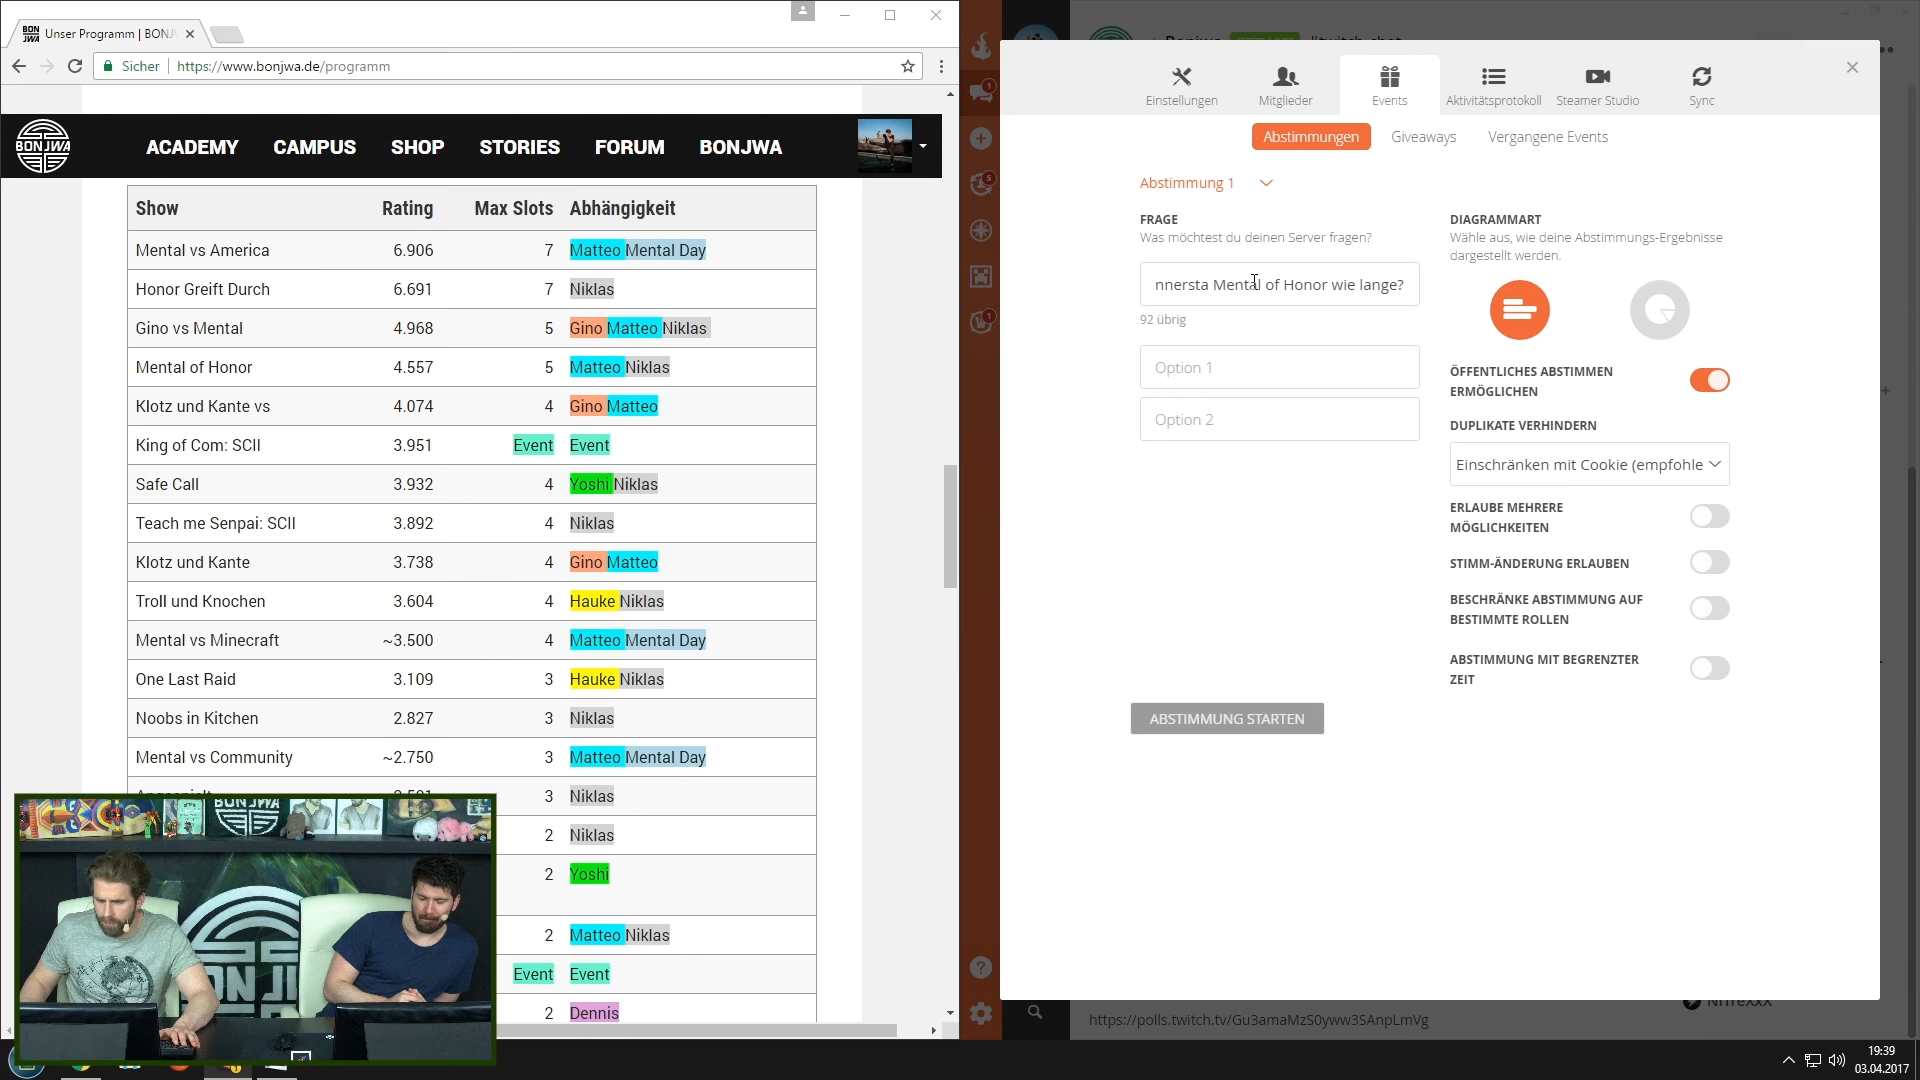 Unser Programm | BONJW
Sicher https://www.bonjwa.de/programm
BONJWA
ACADEMY CAMPUS SHOP STORIES FORUM BONJWA
Show Rating Max Slots Abhängigkeit
Mental vs America 6.906 7 Matteo Mental Day
Honor Greift Durch 6.691 7 Niklas
Gino vs Mental 4.968 5 Gino Matteo Niklas
Mental of Honor 4.557 5 Matteo Niklas
Klotz und Kante vs 4.074 4 Gino Matteo
King of Com: SCII 3.951 Event Event
Safe Call 3.932 4 Yoshi Niklas
Teach me Senpai: SCII 3.892 4 Niklas
Klotz und Kante 3.738 4 Gino Matteo
Troll und Knochen 3.604 4 Hauke Niklas
Mental vs Minecraft ~3.500 4 Matteo Mental Day
One Last Raid 3.109 3 Hauke Niklas
Noobs in Kitchen 2.827 3 Niklas
Mental vs Community ~2.750 3 Matteo Mental Day
3 Niklas
2 Niklas
2 Yoshi
2 Matteo Niklas
Event Event
2 Dennis
BONJWA
Einstellungen Mitglieder Events Aktivitätsprotokoll Steamer Studio Sync
Abstimmungen Giveaways Vergangene Events
Abstimmung 1
FRAGE
Was möchtest du deinen Server fragen?
nnersta Mental of Honor wie lange?
92 übrig
Option 1
Option 2
ABSTIMMUNG STARTEN
DIAGRAMMART
Wähle aus, wie deine Abstimmungs-Ergebnisse
dargestellt werden.
ÖFFENTLICHES ABSTIMMEN
ERMÖGLICHEN
DUPLIKATE VERHINDERN
Einschränken mit Cookie (empfohle
ERLAUBE MEHRERE
MÖGLICHKEITEN
STIMM-ÄNDERUNG ERLAUBEN
BESCHRÄNKE ABSTIMMUNG AUF
BESTIMMTE ROLLEN
ABSTIMMUNG MIT BEGRENZTER
ZEIT
https://polls.twitch.tv/Gu3amaMzS0yww3SAnpLmVg
19:39
03.04.2017